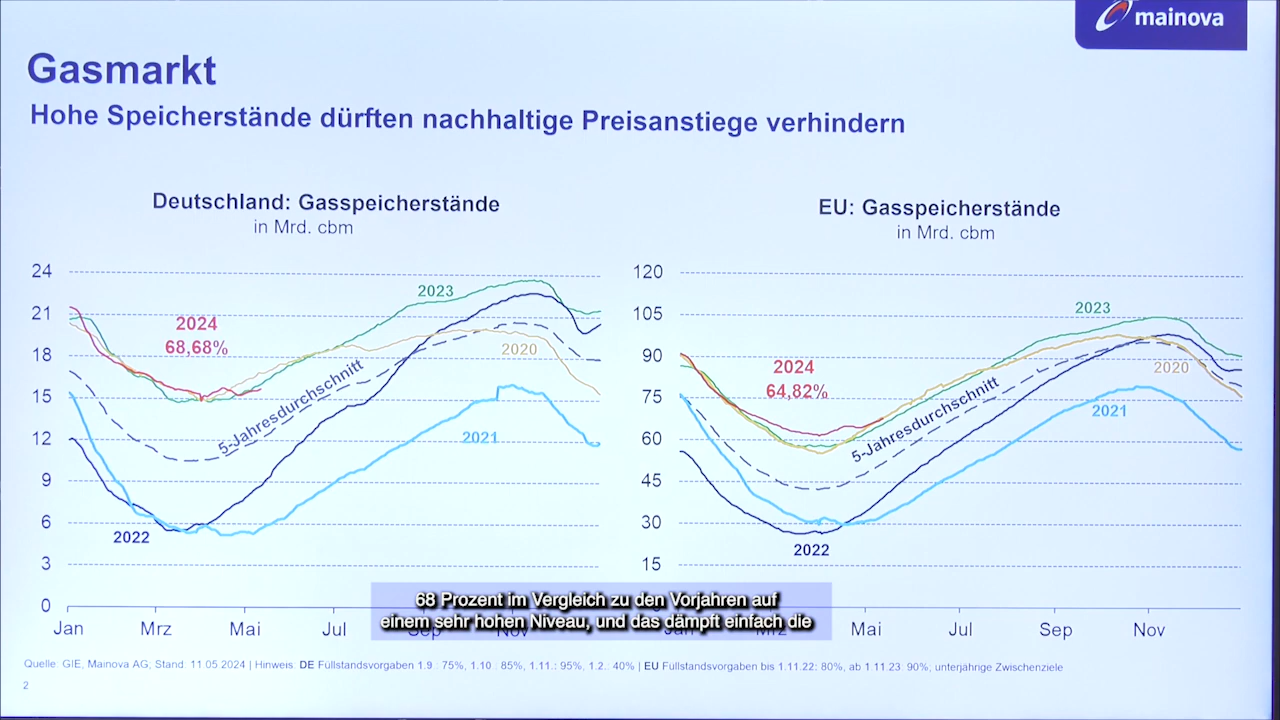 mainova
Gasmarkt
Hohe Speicherstände dürften nachhaltige Preisanstiege verhindern
Deutschland: Gasspeicherstände
in Mrd. cbm
24
21
18
15
12
9
6
3
0
2023
2024
68,68%
2020
5-Jahresdurchschnitt
2021
2022
Jan Mrz Mai Jul Sep Nov
EU: Gasspeicherstände
in Mrd. cbm
120
105
90
75
60
45
30
15
2023
2024
64,82%
2020
5-Jahresdurchschnitt
2021
2022
Jan Mai Jul Sep Nov
68 Prozent im Vergleich zu den Vorjahren auf
einem sehr hohen Niveau, und das dämpft einfach die
Quelle: GIE, Mainova AG, Stand: 11.05.2024 | Hinweis: DE Füllstandsvorgaben 1.9.: 75%, 1.10.: 85%, 1.11.: 95%, 1.2.: 40% | EU Füllstandsvorgaben bis 1.11.22: 80%, ab 1.11.23: 90%, unterjährige Zwischenziele
2